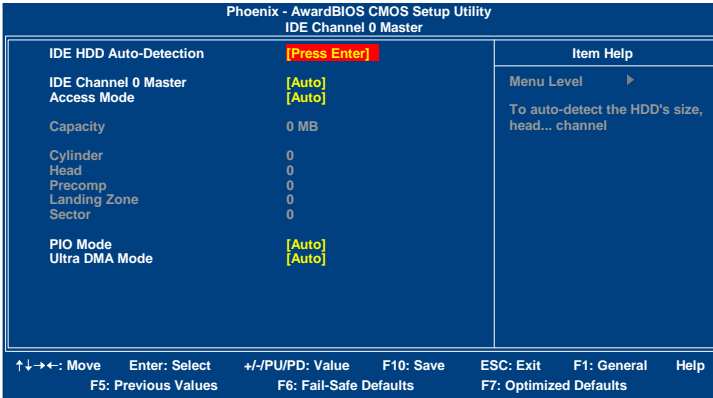 Phoenix - AwardBIOS CMOS Setup Utility
IDE Channel 0 Master
IDE HDD Auto-Detection [Press Enter]
IDE Channel 0 Master [Auto]
Access Mode [Auto]
Capacity 0 MB
Cylinder 0
Head 0
Precomp 0
Landing Zone 0
Sector 0
PIO Mode [Auto]
Ultra DMA Mode [Auto]
Item Help
Menu Level
To auto-detect the HDD's size,
head... channel
↑↓→←: Move Enter: Select +/-/PU/PD: Value F10: Save ESC: Exit F1: General Help
F5: Previous Values F6: Fail-Safe Defaults F7: Optimized Defaults